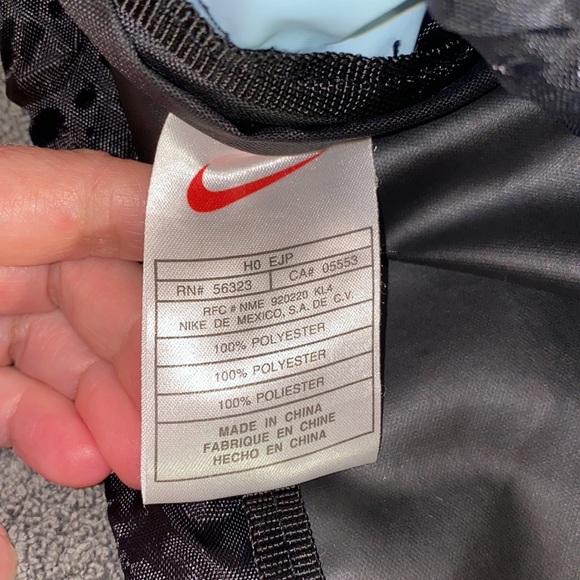 H0 EJP
RN# 56323 CA# 05553
RFC # NME 920220 KL4
NIKE DE MEXICO, S.A. DE C.V.
100% POLYESTER
100% POLYESTER
100% POLIESTER
MADE IN CHINA
FABRIQUE EN CHINE
HECHO EN CHINA